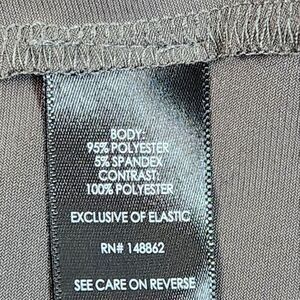 BODY:
95% POLYESTER
5% SPANDEX
CONTRAST:
100% POLYESTER
EXCLUSIVE OF ELASTIC
RN# 148862
SEE CARE ON REVERSE